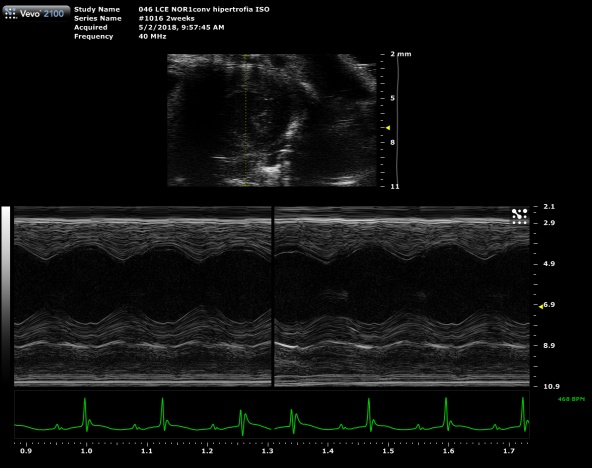 Vevo 2100
Study Name 046 LCE NOR1conv hipertrofia ISO
Series Name #1016 2weeks
Acquired 5/2/2018, 9:57:45 AM
Frequency 40 MHz
2 mm
5
8
11
2.1
2.9
4.9
6.9
8.9
10.9
468 BPM
0.9 1.0 1.1 1.2 1.3 1.4 1.5 1.6 1.7